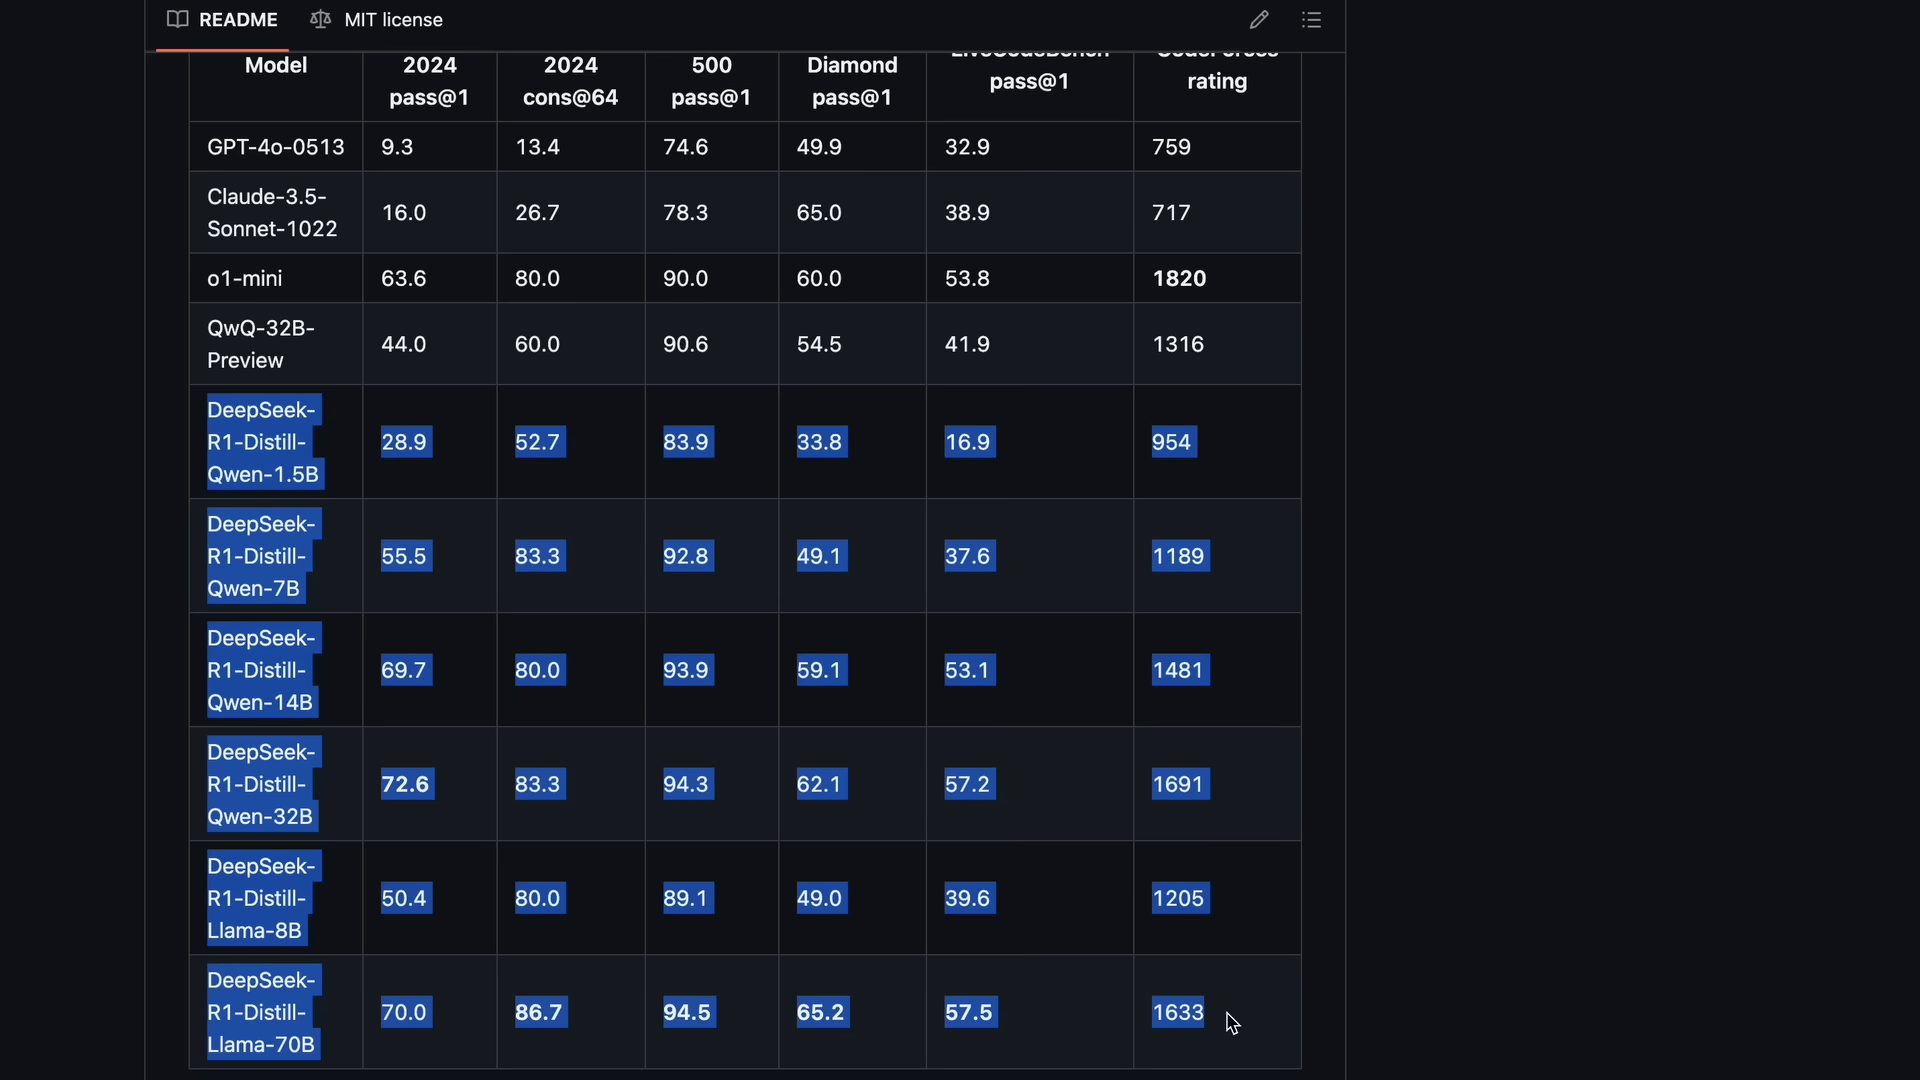 README MIT license
Model 2024 2024 500 Diamond
pass@1 cons@64 pass@1 pass@1 pass@1 rating
GPT-4o-0513 9.3 13.4 74.6 49.9 32.9 759
Claude-3.5-
Sonnet-1022 16.0 26.7 78.3 65.0 38.9 717
o1-mini 63.6 80.0 90.0 60.0 53.8 1820
QwQ-32B-
Preview 44.0 60.0 90.6 54.5 41.9 1316
DeepSeek-
R1-Distill- 28.9 52.7 83.9 33.8 16.9 954
Qwen-1.5B
DeepSeek-
R1-Distill- 55.5 83.3 92.8 49.1 37.6 1189
Qwen-7B
DeepSeek-
R1-Distill- 69.7 80.0 93.9 59.1 53.1 1481
Qwen-14B
DeepSeek-
R1-Distill- 72.6 83.3 94.3 62.1 57.2 1691
Qwen-32B
DeepSeek-
R1-Distill- 50.4 80.0 89.1 49.0 39.6 1205
Llama-8B
DeepSeek-
R1-Distill- 70.0 86.7 94.5 65.2 57.5 1633
Llama-70B